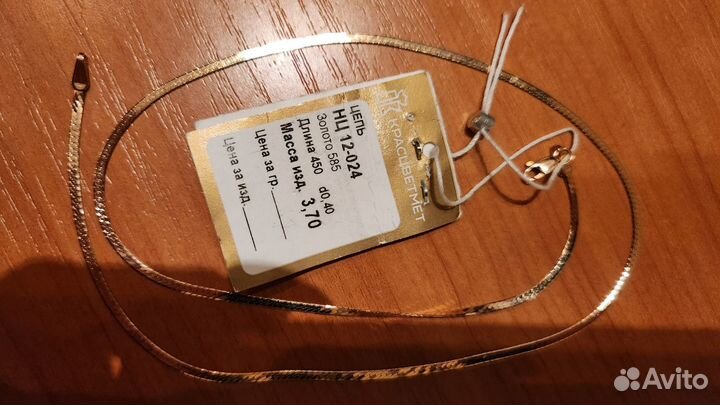 КРАСЦВЕТМЕТ
ЦЕПЬ
НЦ 12-024
Золото 585
Длина 450 d0,40
Масса изд. 3,70
Цена за гр.
Цена за изд.
Avito